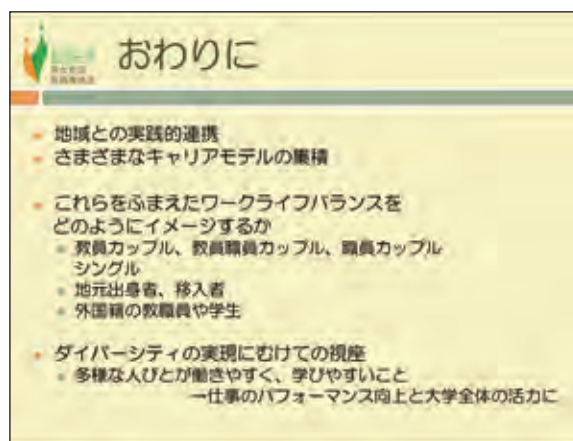 おわりに
地域との実践的連携
さまざまなキャリアモデルの集積
これらをふまえたワークライフバランスを
どのようにイメージするか
教員カップル、教員職員カップル、職員カップル
シングル
地元出身者、移入者
外国籍の教職員や学生
ダイバーシティの実現にむけての視座
多様な人びとが働きやすく、学びやすいこと
→仕事のパフォーマンス向上と大学全体の活力に